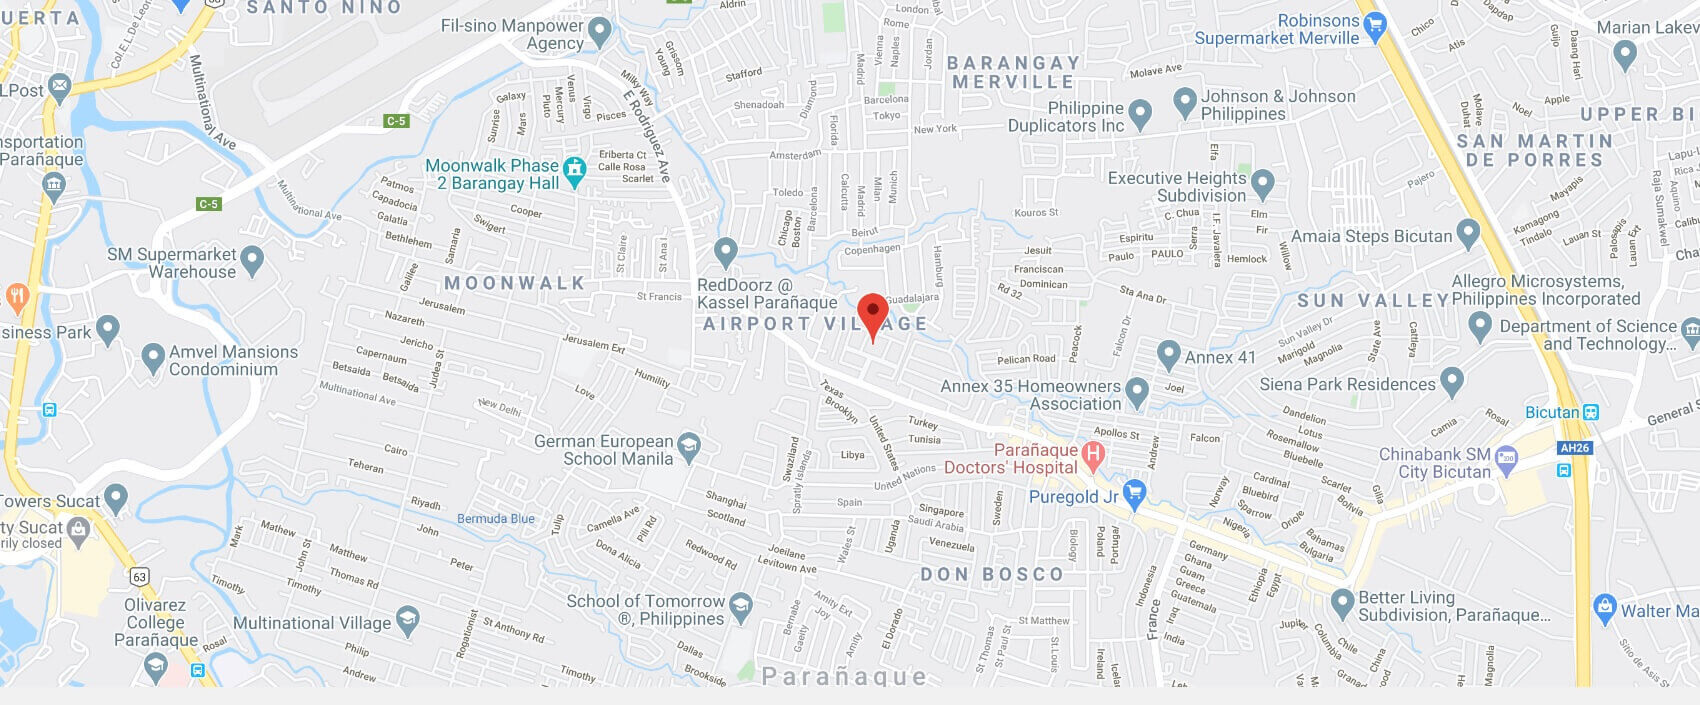 SANTO NINO
UERTA
Col.E.L De Leon
LPost
Multinational Ave
Fil-sino Manpower
Agency
Aldrin
Grissom
Young
Stafford
Milky Way
E Rodriguez Ave
London
Rome
Vienna
Naples
Jordan
Madrid
BARANGAY
MERVILLE
Molave Ave
Robinsons
Supermarket Merville
Chico
Atis
Dapdap
Guijo
Daang Hari
Marian Lakev
C-5
Galaxy
Sunrise
Mars
Pluto
Mercury
Venus
Virgo
Pisces
Shenadoah
Diamond
Florida
Barcelona
Tokyo
New York
Philippine
Duplicators Inc
Johnson & Johnson
Philippines
Molave
Duhat
Noel
Apple
UPPER BI
SAN MARTIN
DE PORRES
nsportation
Parañaque
Moonwalk Phase
2 Barangay Hall
Eriberta Ct
Calle Rosa
Scarlet
Amsterdam
Toledo
Barcelona
Chicago
Boston
Calcutta
Madrid
Milan
Munich
Elfa
Executive Heights
Subdivision
Pajero
Mayapis
Lapu-L
Raja Sumakwel
C-5
Multinational Ave
Patmos
Capadocia
Galatia
Bethlehem
Samaria
Swigert
Cooper
Galilee
St Claire
St Ana I
Beirut
Copenhagen
Hamburg
Kouros St
Jesuit
Franciscan
Dominican
Rd 32
C. Chua
Espiritu
Paulo
PAULO
Serra
I.F. Javalera
Elm
Fir
Hemlock
Willow
Amaia Steps Bicutan
Kamagong
Tindalo
Lauan St
Palosapis
Lauan
SM Supermarket
Warehouse
MOONWALK
St Francis
RedDoorz @
Kassel Parañaque
Guadalajara
AIRPORT VILLAGE
Sta Ana Dr
Falcon Dr
Peacock
Pelican Road
SUN VALLEY
Sun Valley Dr
Marigold
Magnolia
State Ave
Cattleya
Allegro Microsystems,
Philippines Incorporated
Department of Science
and Technology...
siness Park
Amvel Mansions
Condominium
Jerusalem
Nazareth
Jericho
Capernaum
Betsaida
Betsaida
Judea St
Multinational Ave
Jerusalem Ext
Humility
Love
New Delhi
Texas
Brooklyn
United States
Turkey
Tunisia
Annex 35 Homeowners
Association
Annex 41
Joel
Siena Park Residences
Dandelion
Lotus
Rosemallow
Bluebelle
Bicutan
Camia
Rosal
General S
AH26
Cairo
Teheran
German European
School Manila
Swaziland
Spratly Islands
Libya
United Nations
Parañaque
Doctors' Hospital
Puregold Jr
Apollos St
Andrew
Falcon
Chinabank SM
City Bicutan
Towers Sucat
ty Sucat
rily closed
Riyadh
Bermuda Blue
Shanghai
Scotland
Spain
Singapore
Saudi Arabia
Sweden
Norway
Cardinal
Bluebird
Sparrow
Oriole
Scarlet
Bolivia
Gilia
Mark
Mathew
John St
Matthew
Thomas Rd
John
Peter
Tulip
Camella Ave
Pili Rd
Dona Alicia
Redwood Rd
Joeilane
Levitown Ave
Wales St
Uganda
Venezuela
Biology
Poland
Portugal
Nigeria
Bahamas
Bulgaria
63
Timothy
Timothy
DON BOSCO
Indonesia
France
Germany
Ghana
Guam
Greece
Guatemala
Iraq
India
Ethiopia
Egypt
Olivarez
College
Parañaque
Multinational Village
Rogationist
St Anthony Rd
School of Tomorrow
®, Philippines
Bernabe
Gaeity
Joy
Amity Ext
Amity
El Dorado
St Matthew
Better Living
Subdivision, Parañaque...
Walter Ma
Rosal
Philip
Dallas
Brookside
Parañaque
St Thomas
St Paul St
St.Louis
Ireland
Jupiter
Columbia
Chile
China
Magnolia